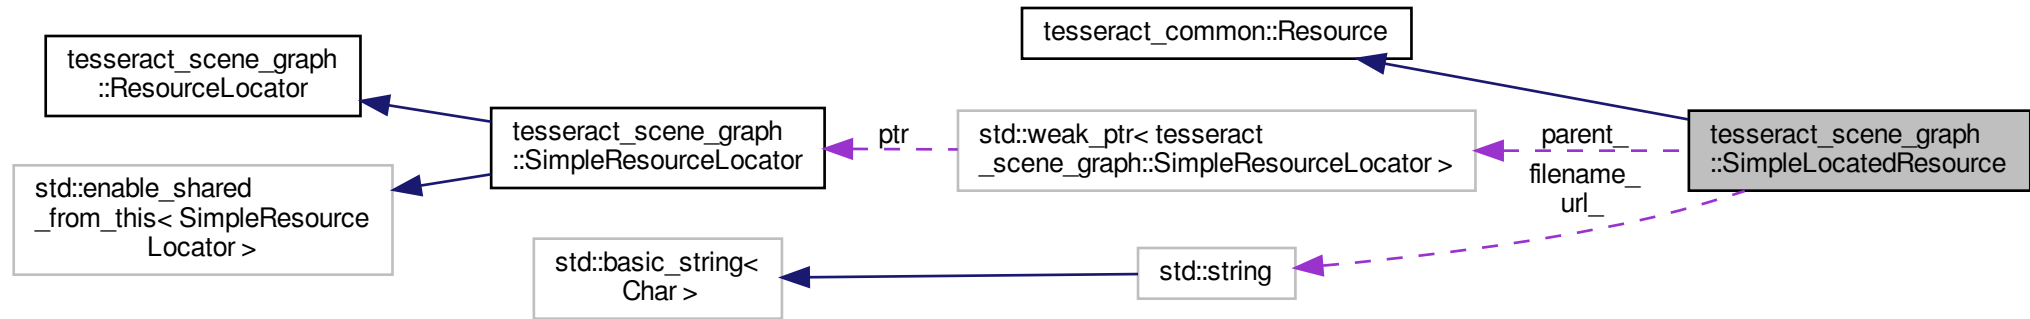 tesseract_common::Resource
tesseract_scene_graph
::ResourceLocator
tesseract_scene_graph
::SimpleResourceLocator
ptr
std::weak_ptr< tesseract
_scene_graph::SimpleResourceLocator >
parent_
filename_
url_
tesseract_scene_graph
::SimpleLocatedResource
std::enable_shared
_from_this< SimpleResource
Locator >
std::basic_string<
Char >
std::string